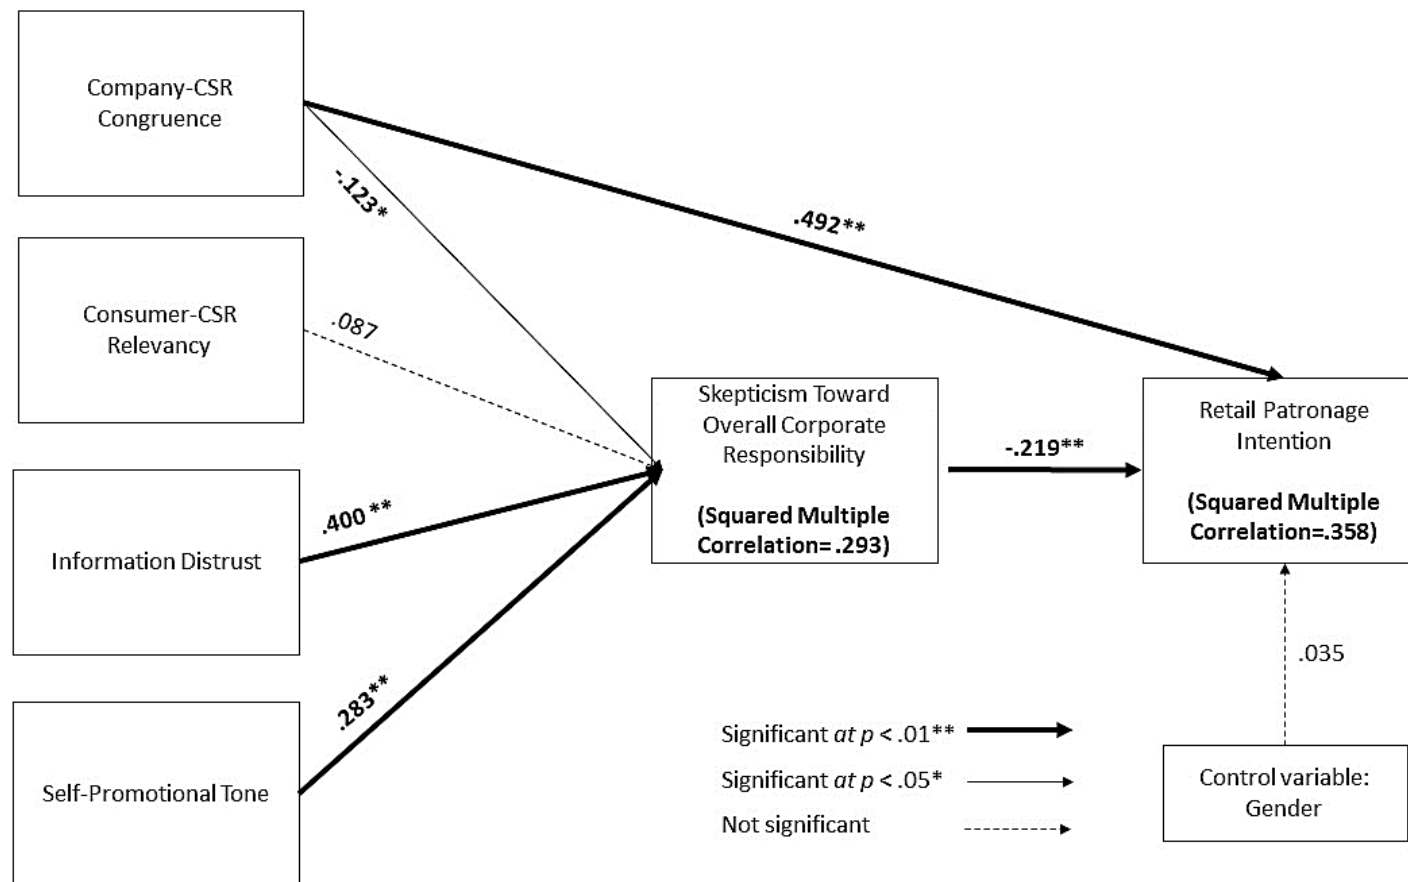 Company-CSR
Congruence
-.123*
.492**
Consumer-CSR
Relevancy
.087
Skepticism Toward
Overall Corporate
Responsibility
(Squared Multiple
Correlation= .293)
-.219**
Retail Patronage
Intention
(Squared Multiple
Correlation=.358)
Information Distrust
.400 **
Self-Promotional Tone
.283**
.035
Control variable:
Gender
Significant at p < .01**
Significant at p < .05*
Not significant